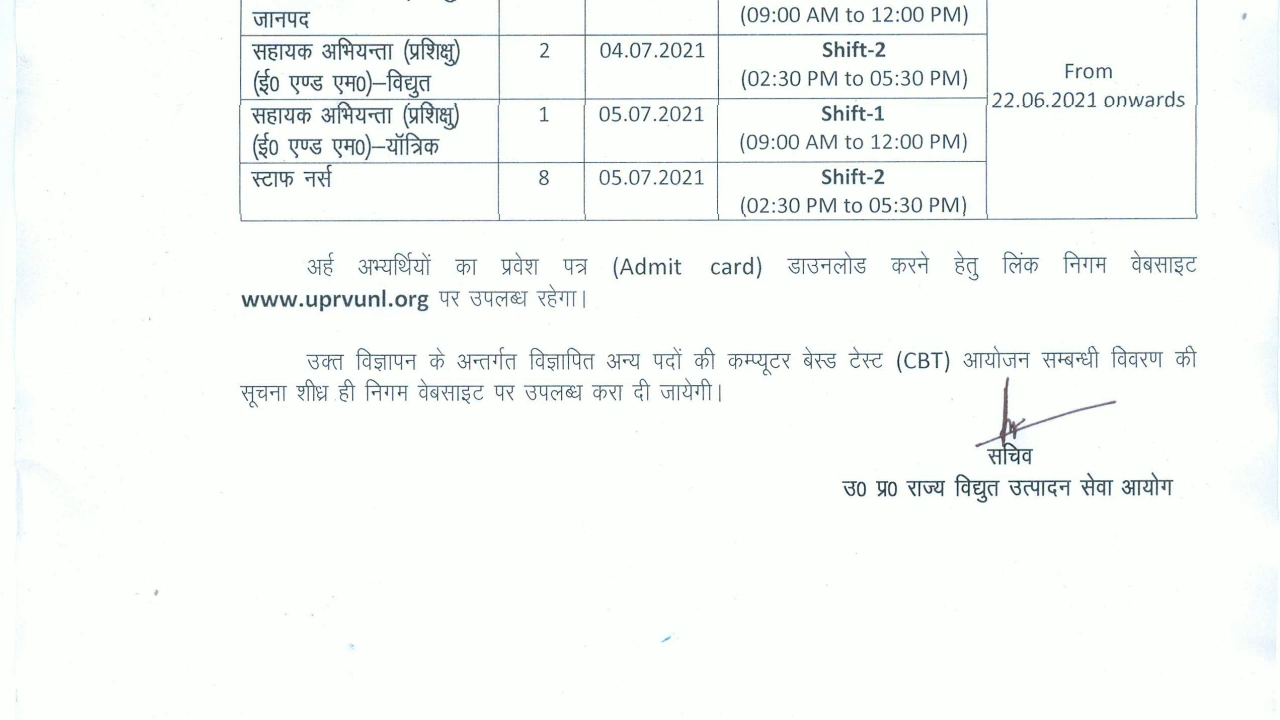 जानपद
(09:00 AM to 12:00 PM)
सहायक अभियन्ता (प्रशिक्षु)
(ई0 एण्ड एम0)–विद्युत
2
04.07.2021
Shift-2
(02:30 PM to 05:30 PM)
From
22.06.2021 onwards
सहायक अभियन्ता (प्रशिक्षु)
(ई0 एण्ड एम0)–यॉत्रिक
1
05.07.2021
Shift-1
(09:00 AM to 12:00 PM)
स्टाफ नर्स
8
05.07.2021
Shift-2
(02:30 PM to 05:30 PM)
अर्ह अभ्यर्थियों का प्रवेश पत्र (Admit card) डाउनलोड करने हेतु लिंक निगम वेबसाइट
www.uprvunl.org पर उपलब्ध रहेगा।
उक्त विज्ञापन के अन्तर्गत विज्ञापित अन्य पदों की कम्प्यूटर बेस्ड टेस्ट (CBT) आयोजन सम्बन्धी विवरण की
सूचना शीध्र ही निगम वेबसाइट पर उपलब्ध करा दी जायेगी।
सचिव
उ0 प्र0 राज्य विद्युत उत्पादन सेवा आयोग